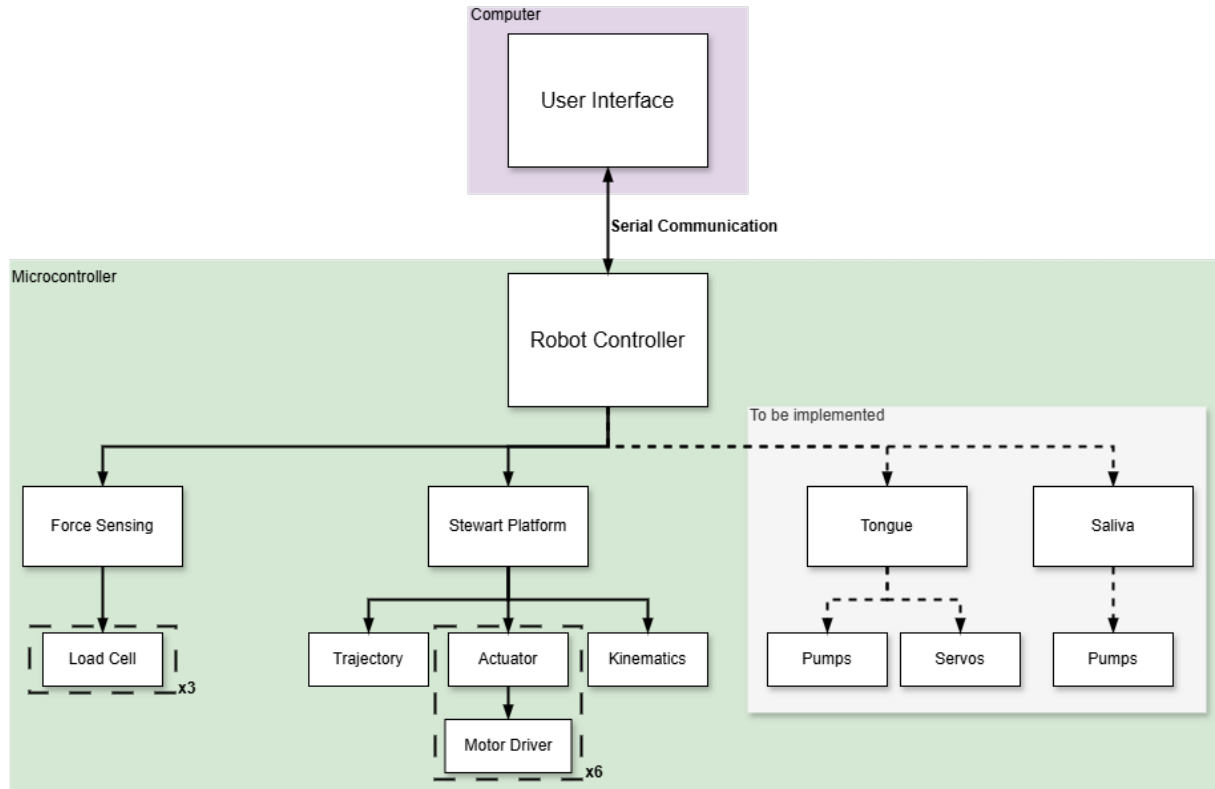 Computer
User Interface
Serial Communication
Microcontroller
Robot Controller
To be implemented
Force Sensing
Stewart Platform
Tongue
Saliva
Load Cell
x3
Trajectory
Actuator
Kinematics
Pumps
Servos
Pumps
Motor Driver
x6